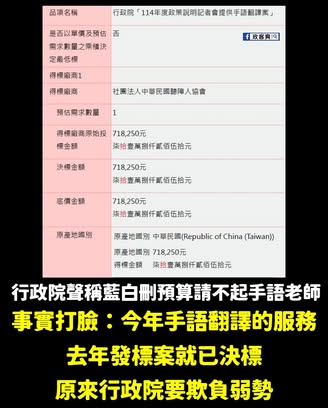 品項名稱
行政院「114年度政策說明記者會提供手語翻譯案」
是否以單價及預估
需求數量之乘積決
定最低標
否
政客爽
得標廠商1
得標廠商
社團法人中華民國聽障人協會
預估需求數量
1
得標廠商原始投
標金額
718,250元
柒拾壹萬捌仟貳佰伍拾元
決標金額
718,250元
柒拾壹萬捌仟貳佰伍拾元
底價金額
718,250元
柒拾壹萬捌仟貳佰伍拾元
原產地國別
原產地國別 中華民國(Republic of China (Taiwan))
原產地國別 718,250元
得標金額 柒拾壹萬捌仟貳佰伍拾元
行政院聲稱藍白刪預算請不起手語老師
事實打臉：今年手語翻譯的服務
去年發標案就已決標
原來行政院要欺負弱勢